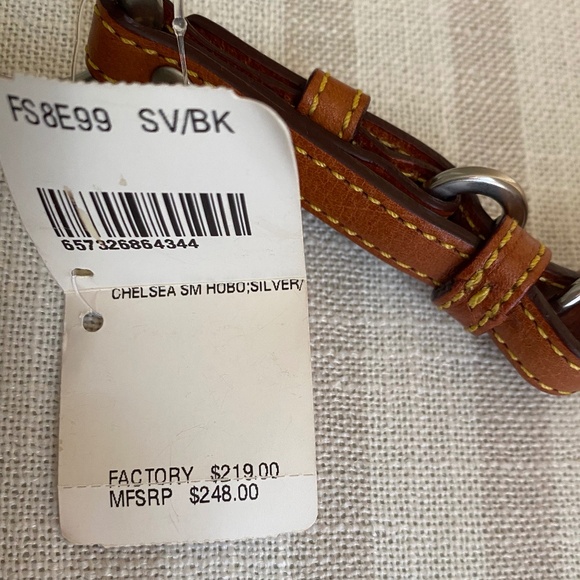 FS8E99 SV/BK
657326864344
CHELSEA SM HOBO;SILVER/
FACTORY $219.00
MFSRP $248.00